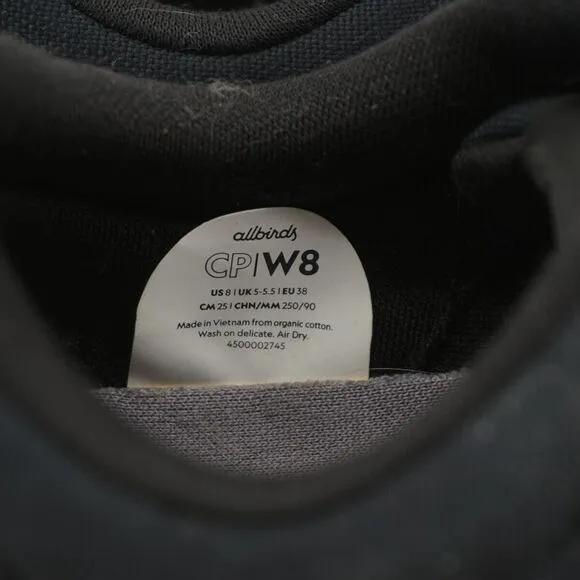 allbirds
CP|W8
US 8 | UK 5-5.5 | EU 38
CM 25 | CHN/MM 250/90
Made in Vietnam from organic cotton.
Wash on delicate. Air Dry.
4500002745